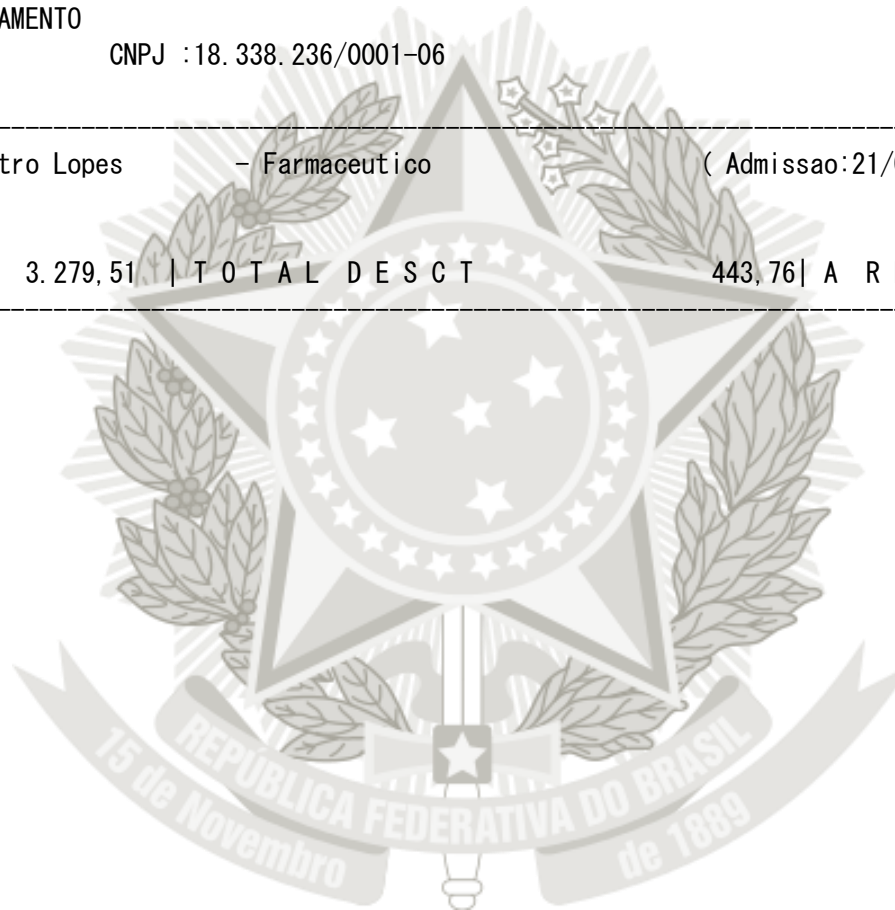 AMENTO
CNPJ :18.338.236/0001-06
tro Lopes - Farmaceutico ( Admissao:21/
3.279,51 | T O T A L D E S C T 443,76| A R
REPÚBLICA FEDERATIVA DO BRASIL
15 de Novembro de 1889